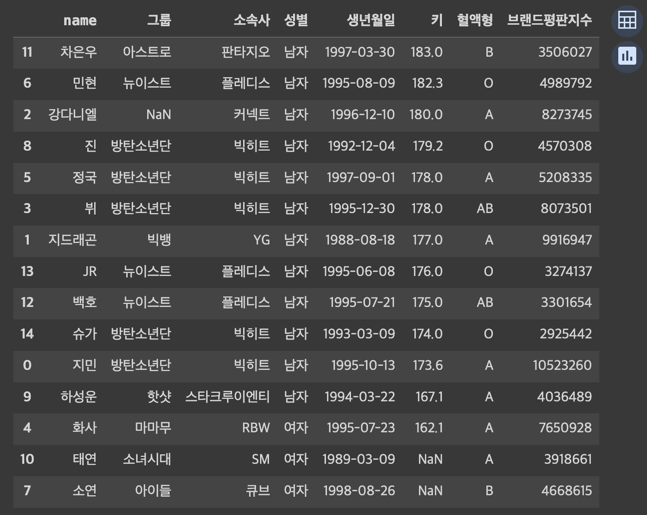 name 그룹 소속사 성별 생년월일 키 혈액형 브랜드평판지수
11 차은우 아스트로 판타지오 남자 1997-03-30 183.0 B 3506027
6 민현 뉴이스트 플레디스 남자 1995-08-09 182.3 O 4989792
2 강다니엘 NaN 커넥트 남자 1996-12-10 180.0 A 8273745
8 진 방탄소년단 빅히트 남자 1992-12-04 179.2 O 4570308
5 정국 방탄소년단 빅히트 남자 1997-09-01 178.0 A 5208335
3 뷔 방탄소년단 빅히트 남자 1995-12-30 178.0 AB 8073501
1 지드래곤 빅뱅 YG 남자 1988-08-18 177.0 A 9916947
13 JR 뉴이스트 플레디스 남자 1995-06-08 176.0 O 3274137
12 백호 뉴이스트 플레디스 남자 1995-07-21 175.0 AB 3301654
14 슈가 방탄소년단 빅히트 남자 1993-03-09 174.0 O 2925442
0 지민 방탄소년단 빅히트 남자 1995-10-13 173.6 A 10523260
9 하성운 핫샷 스타크루이엔티 남자 1994-03-22 167.1 A 4036489
4 화사 마마무 RBW 여자 1995-07-23 162.1 A 7650928
10 태연 소녀시대 SM 여자 1989-03-09 NaN A 3918661
7 소연 아이들 큐브 여자 1998-08-26 NaN B 4668615